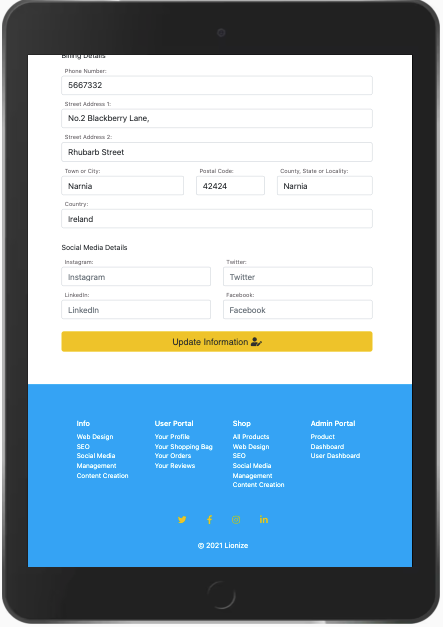 Billing Details
Phone Number:
5667332
Street Address 1:
No.2 Blackberry Lane,
Street Address 2:
Rhubarb Street
Town or City: Postal Code: County, State or Locality:
Narnia 42424 Narnia
Country:
Ireland
Social Media Details
Instagram: Twitter:
Instagram Twitter
LinkedIn: Facebook:
LinkedIn Facebook
Update Information
Info User Portal Shop Admin Portal
Web Design Your Profile All Products Product
SEO Your Shopping Bag Web Design Dashboard
Social Media Your Orders SEO User Dashboard
Management Your Reviews Social Media
Content Creation Management
Content Creation
© 2021 Lionize